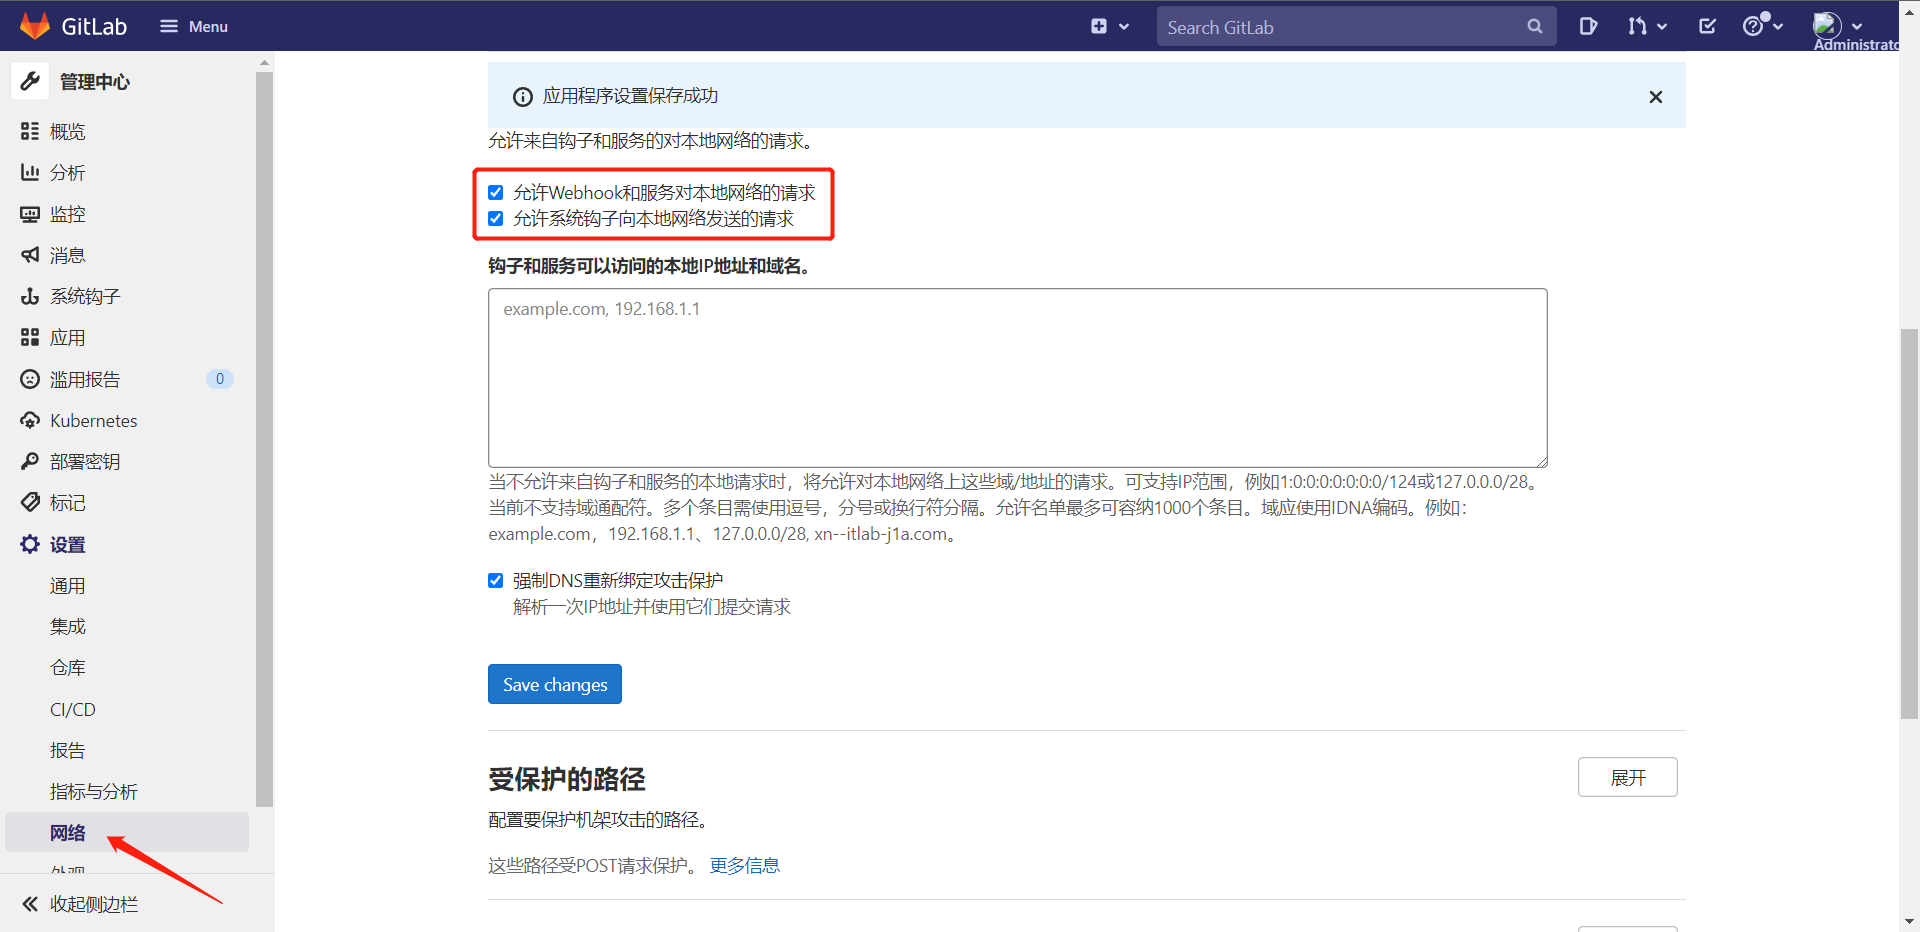 GitLab
Menu
Search GitLab
Administrato
管理中心
概览
分析
监控
消息
系统钩子
应用
滥用报告
0
Kubernetes
部署密钥
标记
设置
通用
集成
仓库
CI/CD
报告
指标与分析
网络
外观
收起侧边栏
应用程序设置保存成功
允许来自钩子和服务的对本地网络的请求。
允许Webhook和服务对本地网络的请求
允许系统钩子向本地网络发送的请求
钩子和服务可以访问的本地IP地址和域名。
example.com, 192.168.1.1
当不允许来自钩子和服务的本地请求时，将允许对本地网络上这些域/地址的请求。可支持IP范围，例如1:0:0:0:0:0:0:0/124或127.0.0.0/28。
当前不支持域通配符。多个条目需使用逗号，分号或换行符分隔。允许名单最多可容纳1000个条目。域应使用IDNA编码。例如：
example.com，192.168.1.1、127.0.0.0/28, xn--itlab-j1a.com。
强制DNS重新绑定攻击保护
解析一次IP地址并使用它们提交请求
Save changes
受保护的路径
展开
配置要保护机架攻击的路径。
这些路径受POST请求保护。 更多信息